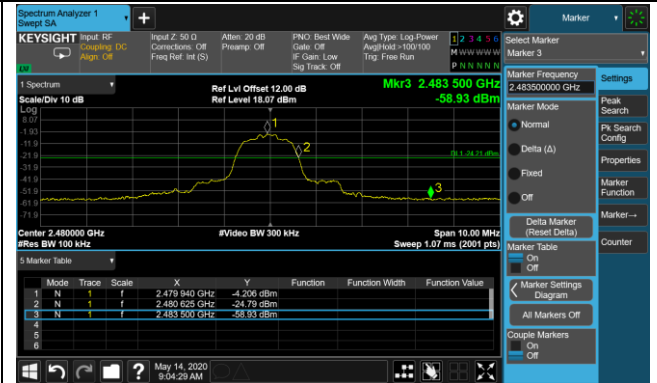 Spectrum Analyzer 1
Swept SA
+
Marker
KEYSIGHT
Input: RF
Coupling: DC
Align: Off
Input Z: 50 Ω
Corrections: Off
Freq Ref: Int (S)
Atten: 20 dB
Preamp: Off
PNO: Best Wide
Gate: Off
IF Gain: Low
Sig Track: Off
Avg Type: Log-Power
Avg|Hold:>100/100
Trig: Free Run
1 2 3 4 5 6
M W W W W W
P N N N N N
Select Marker
Marker 3
1 Spectrum
Scale/Div 10 dB
Ref Lvl Offset 12.00 dB
Ref Level 18.07 dBm
Mkr3 2.483 500 GHz
-58.93 dBm
Log
8.07
-1.93
-11.9
-21.9
-31.9
-41.9
-51.9
-61.9
-71.9
1
2
3
DL1 -24.21 dBm
Center 2.480000 GHz
#Res BW 100 kHz
#Video BW 300 kHz
Span 10.00 MHz
Sweep 1.07 ms (2001 pts)
5 Marker Table
Mode Trace Scale X Y Function Function Width Function Value
1 N 1 f 2.479 940 GHz -4.206 dBm
2 N 1 f 2.480 625 GHz -24.79 dBm
3 N 1 f 2.483 500 GHz -58.93 dBm
4
5
6
Marker Frequency
2.483500000 GHz
Marker Mode
Normal
Delta (Δ)
Fixed
Off
Delta Marker
(Reset Delta)
Marker Table
On
Off
Marker Settings
Diagram
All Markers Off
Couple Markers
On
Off
Settings
Peak
Search
Pk Search
Config
Properties
Marker
Function
Marker→
Counter
?
May 14, 2020
9:04:29 AM